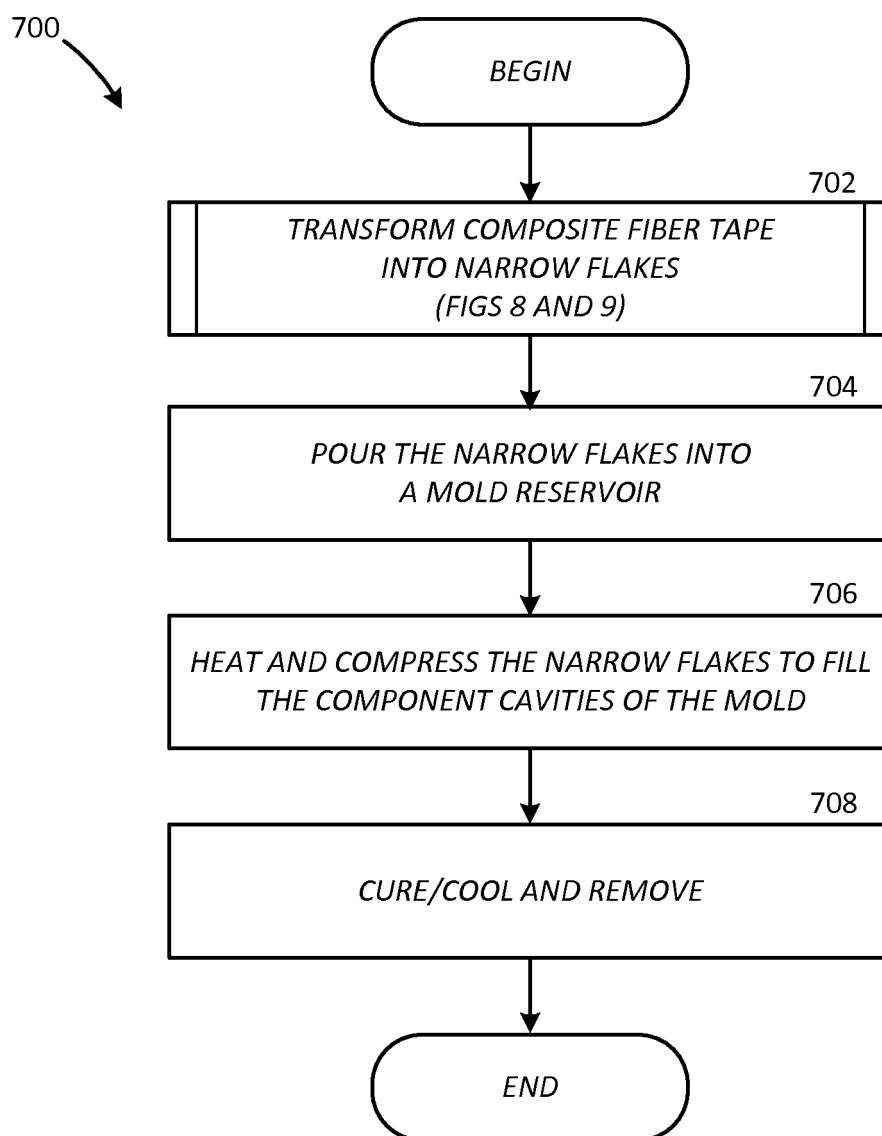 700
BEGIN
702
TRANSFORM COMPOSITE FIBER TAPE
INTO NARROW FLAKES
(FIGS 8 AND 9)
704
POUR THE NARROW FLAKES INTO
A MOLD RESERVOIR
706
HEAT AND COMPRESS THE NARROW FLAKES TO FILL
THE COMPONENT CAVITIES OF THE MOLD
708
CURE/COOL AND REMOVE
END